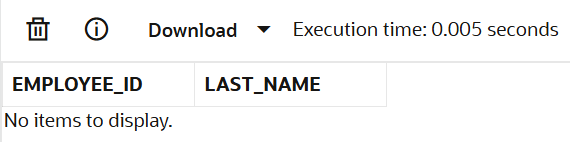 Download Execution time: 0.005 seconds
EMPLOYEE_ID LAST_NAME
No items to display.